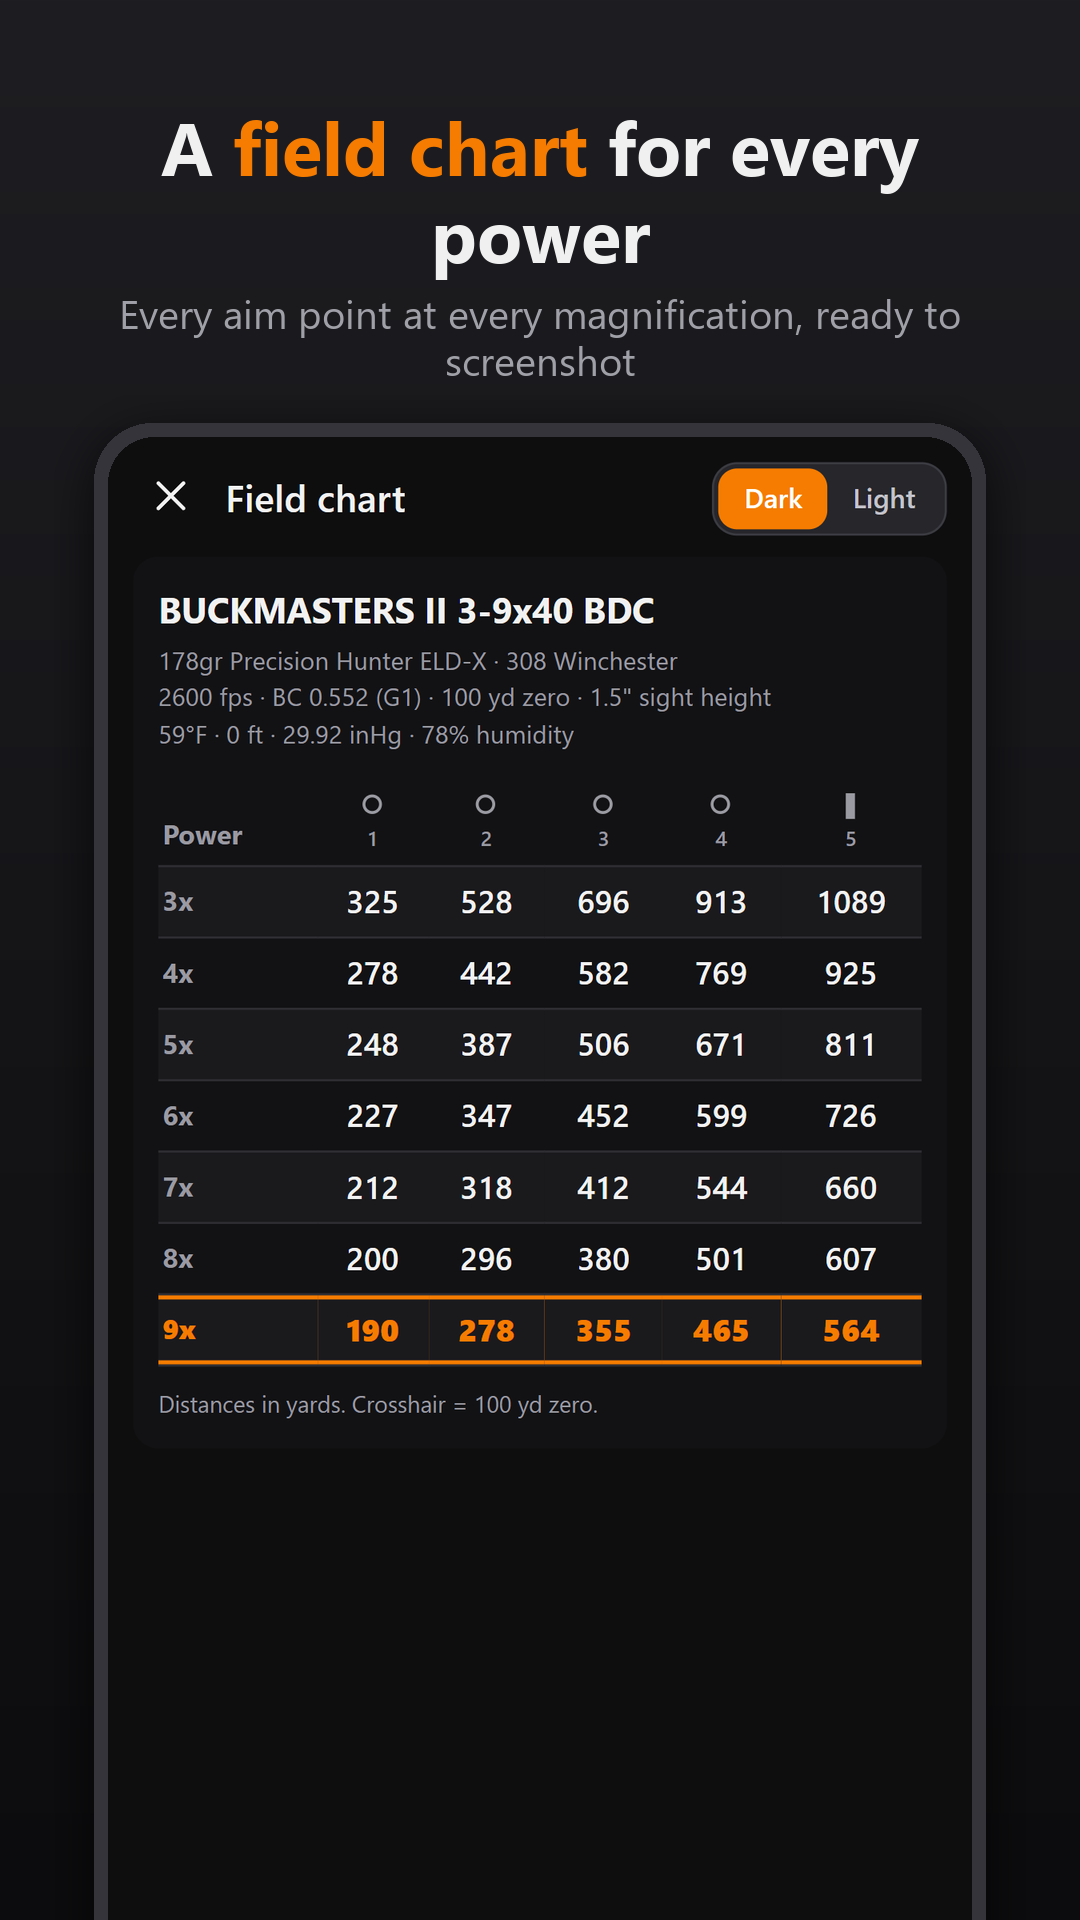 A field chart for every
power
Every aim point at every magnification, ready to
screenshot
Field chart
Dark Light
BUCKMASTERS II 3-9x40 BDC
178gr Precision Hunter ELD-X · 308 Winchester
2600 fps · BC 0.552 (G1) · 100 yd zero · 1.5" sight height
59°F · 0 ft · 29.92 inHg · 78% humidity
Power 1 2 3 4 5
3x 325 528 696 913 1089
4x 278 442 582 769 925
5x 248 387 506 671 811
6x 227 347 452 599 726
7x 212 318 412 544 660
8x 200 296 380 501 607
9x 190 278 355 465 564
Distances in yards. Crosshair = 100 yd zero.